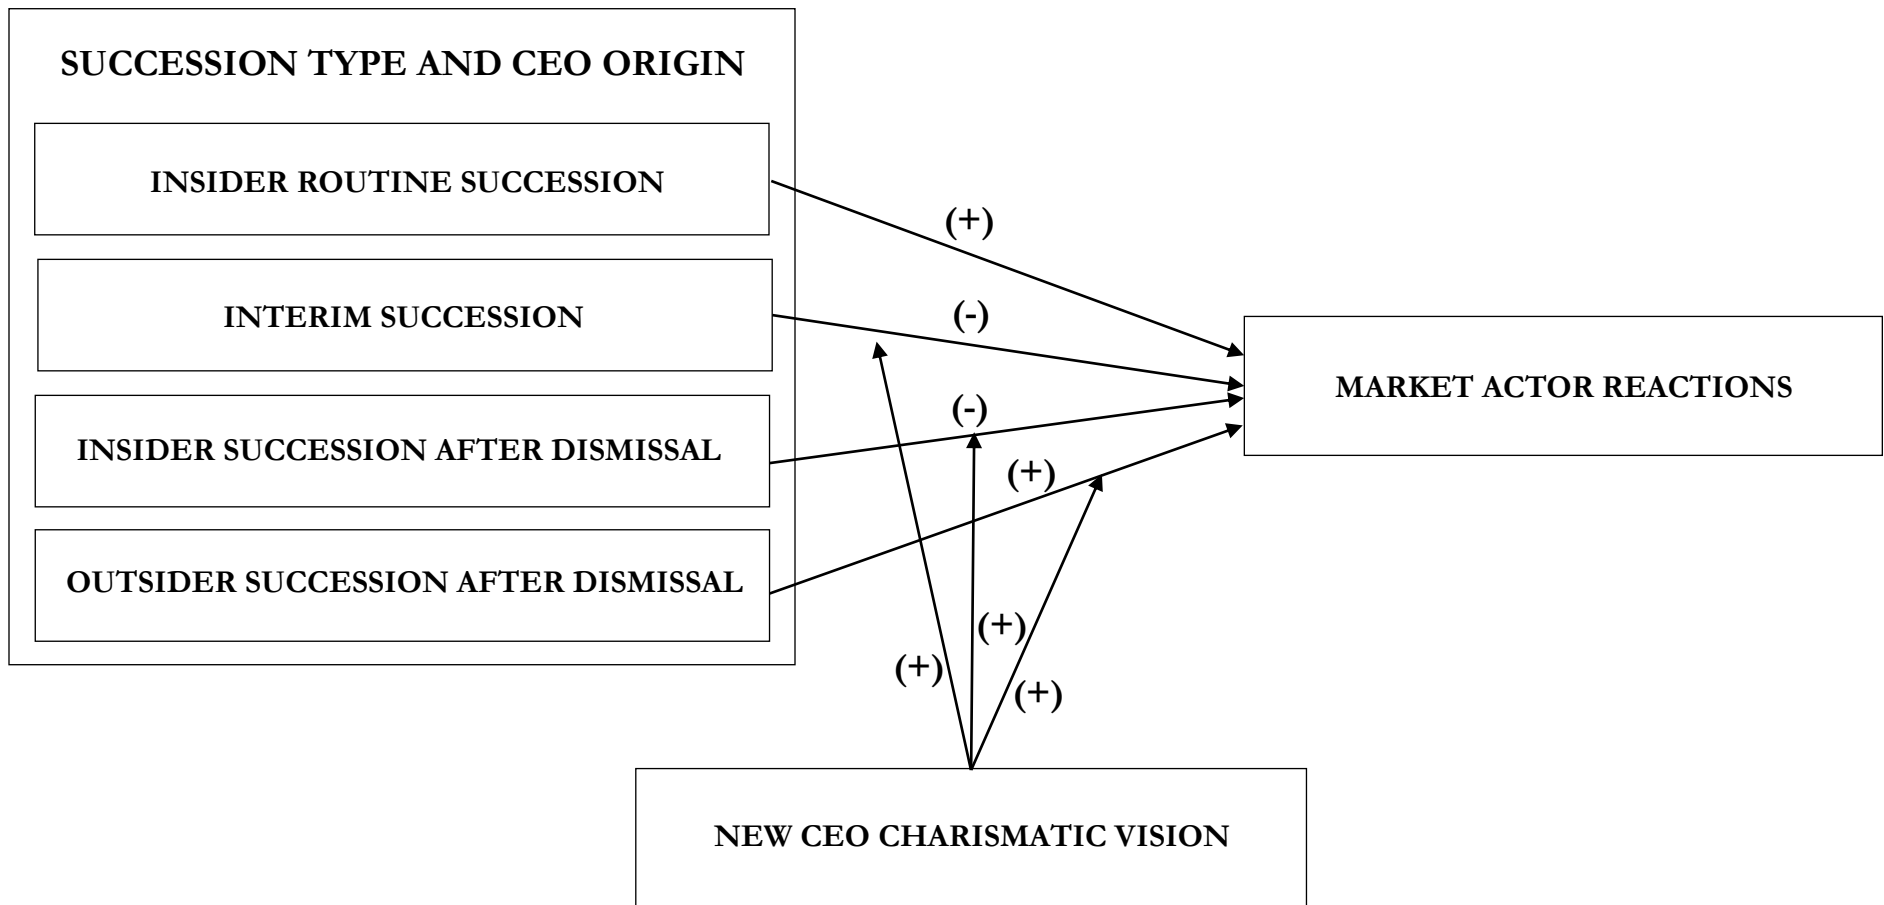 SUCCESSION TYPE AND CEO ORIGIN
INSIDER ROUTINE SUCCESSION
(+)
INTERIM SUCCESSION
(-)
MARKET ACTOR REACTIONS
(-)
INSIDER SUCCESSION AFTER DISMISSAL
(+)
OUTSIDER SUCCESSION AFTER DISMISSAL
(+)
(+)
(+)
NEW CEO CHARISMATIC VISION